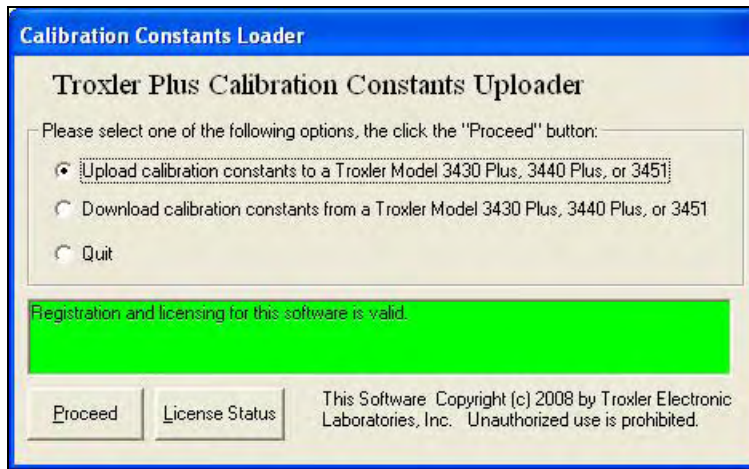 Calibration Constants Loader
Troxler Plus Calibration Constants Uploader
Please select one of the following options, the click the "Proceed" button:
Upload calibration constants to a Troxler Model 3430 Plus, 3440 Plus, or 3451
Download calibration constants from a Troxler Model 3430 Plus, 3440 Plus, or 3451
Quit
Registration and licensing for this software is valid.
Proceed
License Status
This Software Copyright (c) 2008 by Troxler Electronic
Laboratories, Inc. Unauthorized use is prohibited.